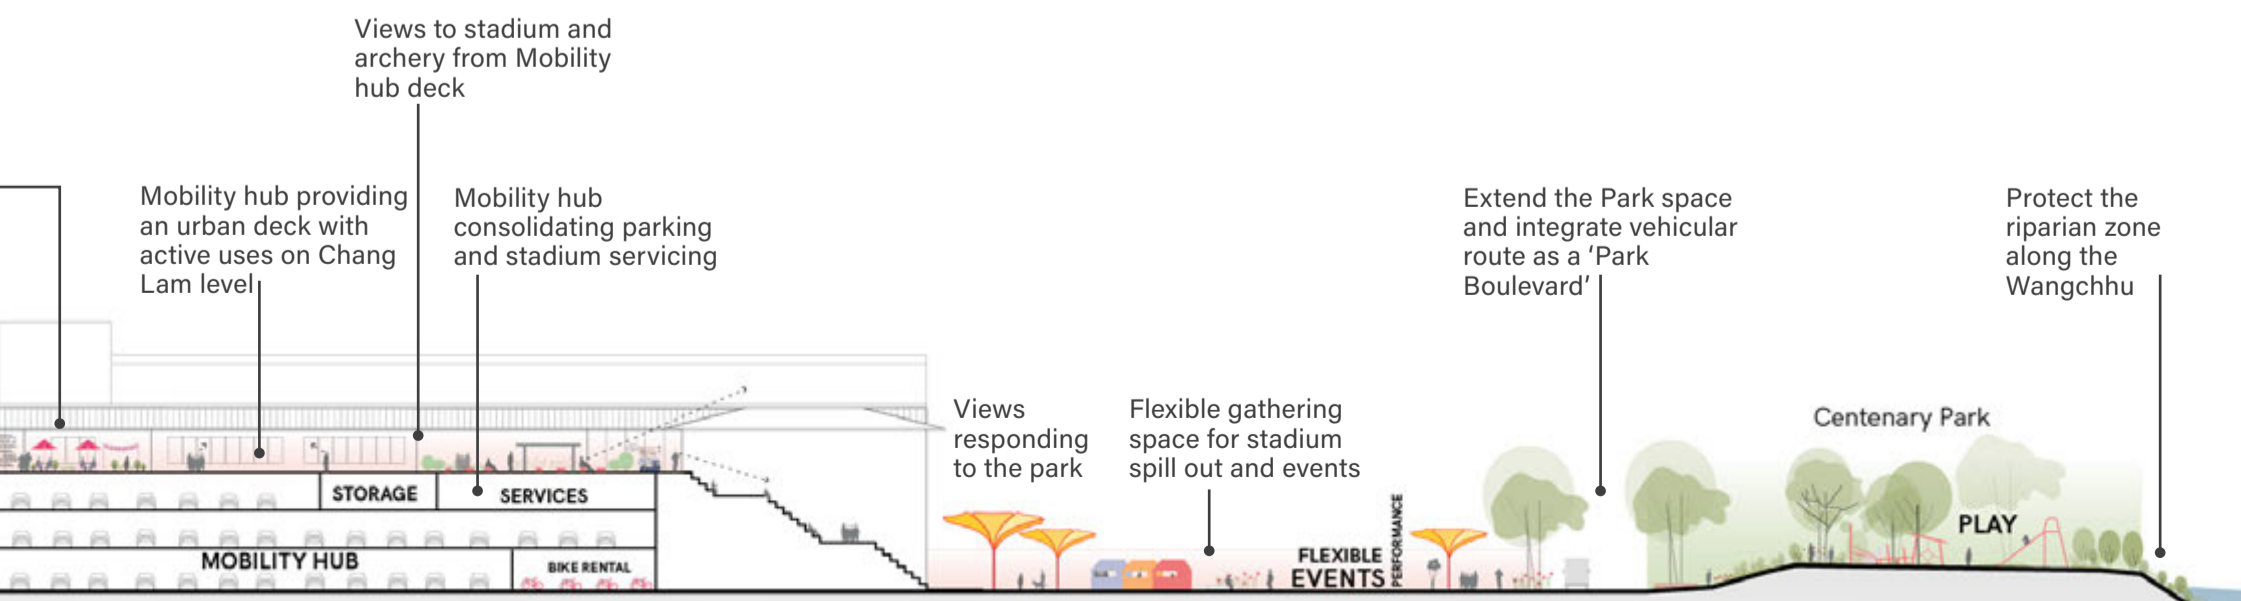 Views to stadium and
archery from Mobility
hub deck
Mobility hub providing
an urban deck with
active uses on Chang
Lam level
Mobility hub
consolidating parking
and stadium servicing
Extend the Park space
and integrate vehicular
route as a ‘Park
Boulevard’
Protect the
riparian zone
along the
Wangchhu
Views
responding
to the park
Flexible gathering
space for stadium
spill out and events
Centenary Park
STORAGE
SERVICES
MOBILITY HUB
BIKE RENTAL
FLEXIBLE
EVENTS
PERFORMANCE
PLAY